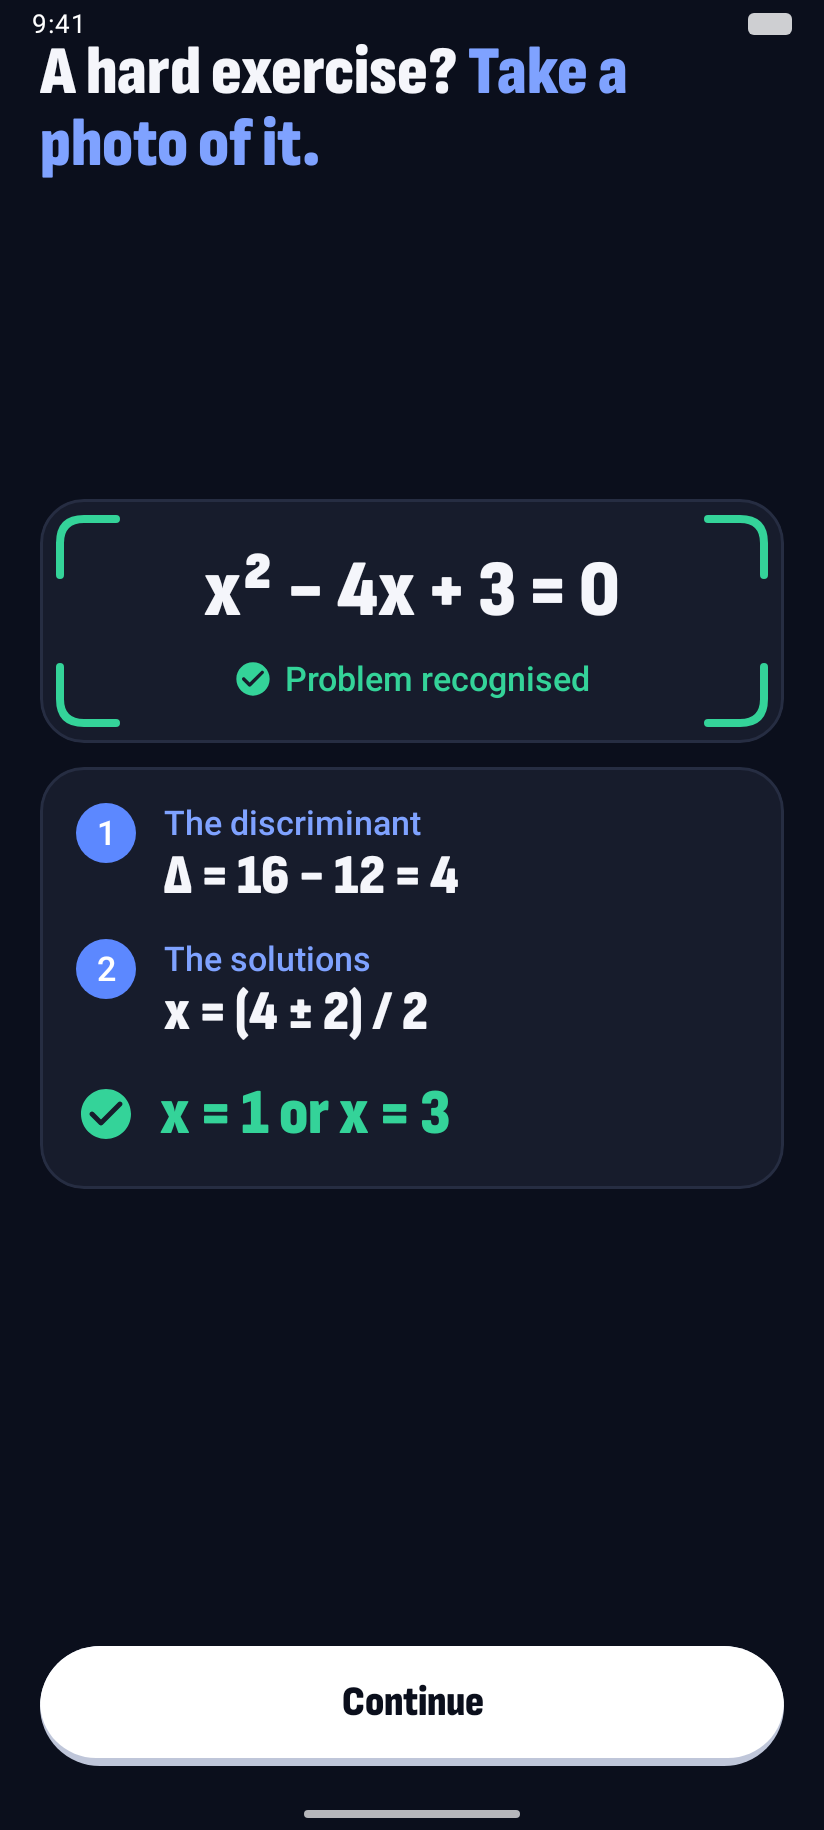 9:41
A hard exercise? Take a
photo of it.
x² − 4x + 3 = 0
Problem recognised
1
The discriminant
Δ = 16 − 12 = 4
2
The solutions
x = (4 ± 2) / 2
x = 1 or x = 3
Continue